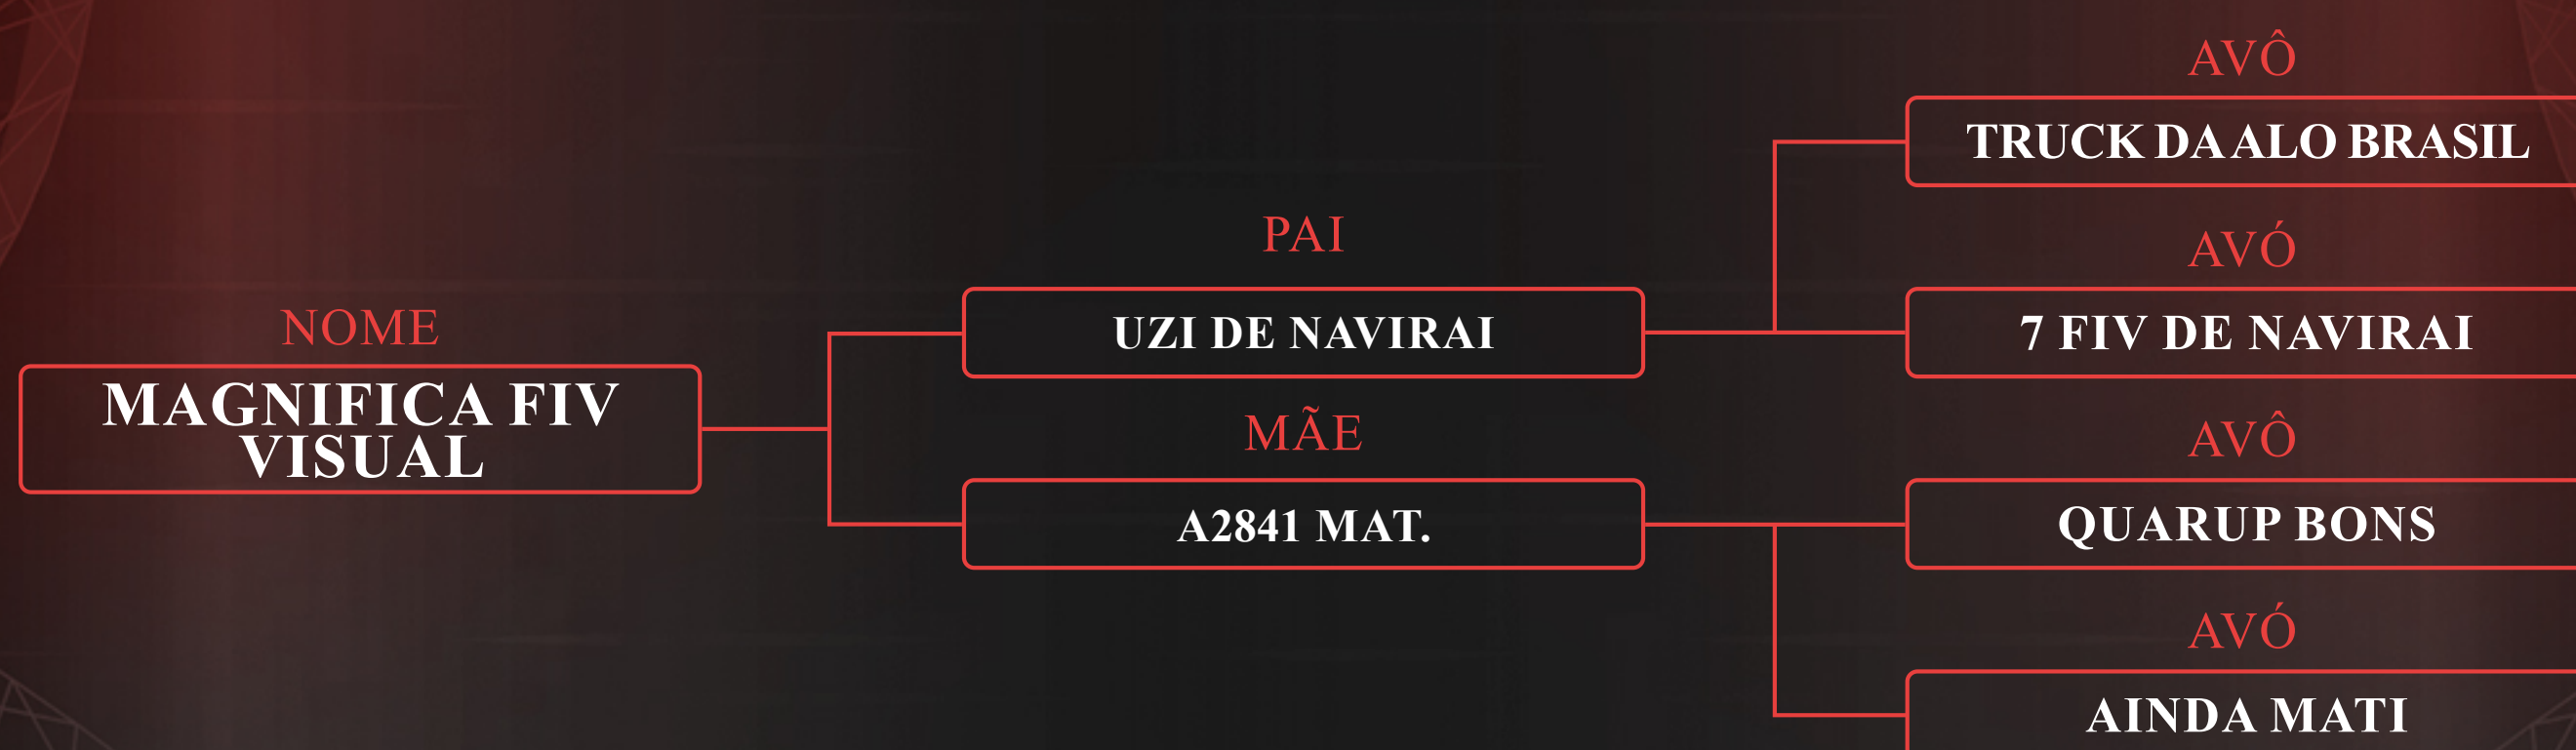 NOME
MAGNIFICA FIV
VISUAL
PAI
UZI DE NAVIRAI
MÃE
A2841 MAT.
AVÔ
TRUCK DA ALO BRASIL
AVÓ
7 FIV DE NAVIRAI
AVÔ
QUARUP BONS
AVÓ
AINDA MATI